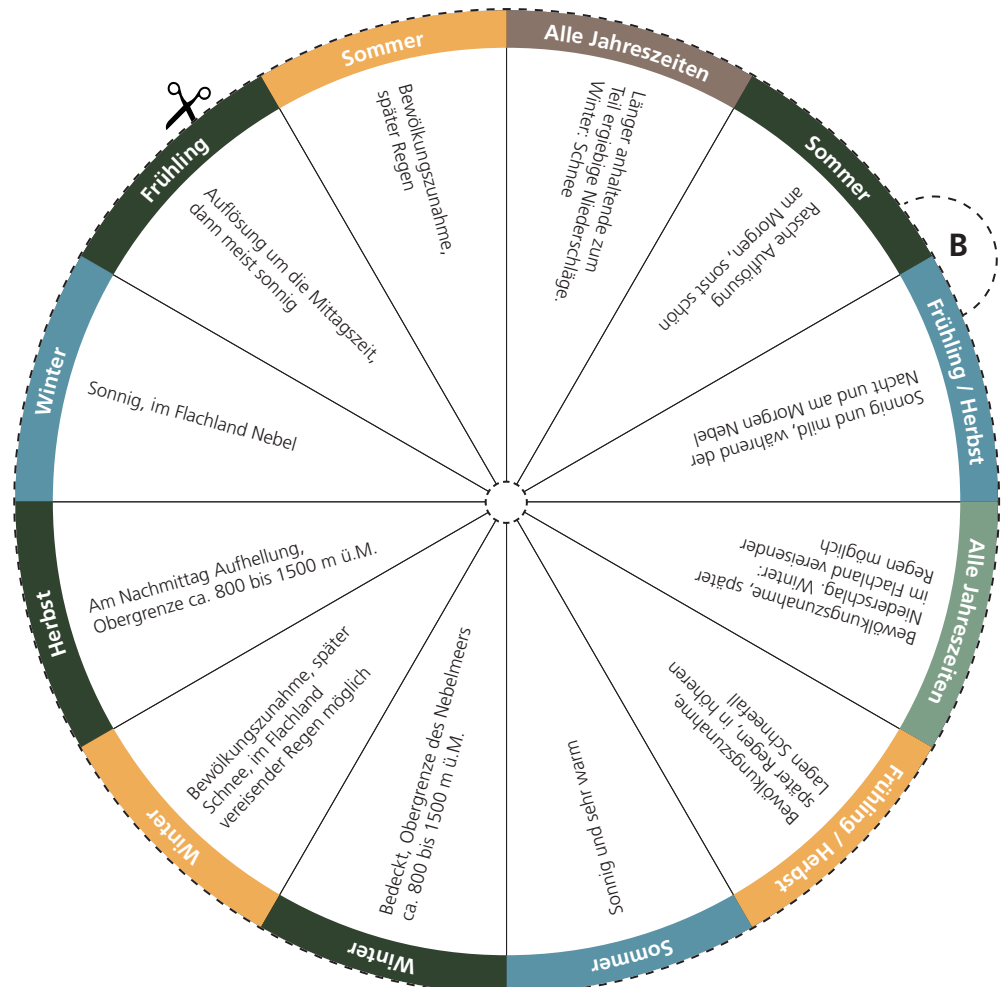 Alle Jahreszeiten
Länger anhaltende zum
Teil ergiebige Niederschläge.
Winter: Schnee
Sommer
Rasche Auflösung
am Morgen, sonst schön
B
Frühling / Herbst
Sonnig und mild, während der
Nacht und am Morgen Nebel
Alle Jahreszeiten
Bewölkungszunahme, später
Niederschlag. Winter:
im Flachland vereisender
Regen möglich
Frühling / Herbst
Bewölkungszunahme,
später Regen, in höheren
Lagen Schneefall
Sommer
Sonnig und sehr warm
Winter
Bedeckt, Obergrenze des Nebelmeers
ca. 800 bis 1500 m ü.M.
Winter
Bewölkungszunahme, später
Schnee, im Flachland
vereisender Regen möglich
Herbst
Am Nachmittag Aufhellung,
Obergrenze ca. 800 bis 1500 m ü.M.
Winter
Sonnig, im Flachland Nebel
Frühling
Auflösung um die Mittagszeit,
dann meist sonnig
Sommer
Bewölkungszunahme,
später Regen